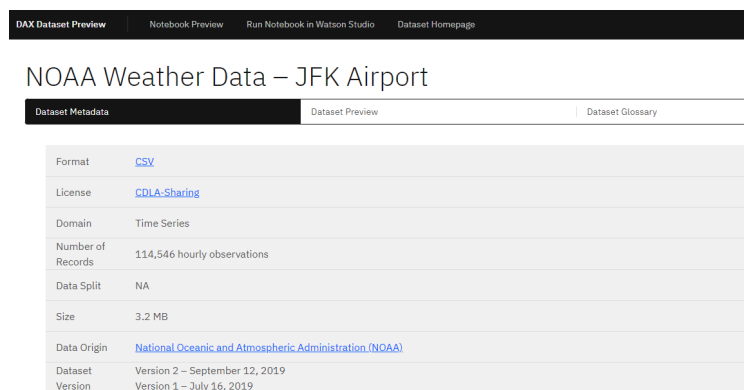 DAX Dataset Preview Notebook Preview Run Notebook in Watson Studio Dataset Homepage
NOAA Weather Data – JFK Airport
Dataset Metadata Dataset Preview Dataset Glossary
Format CSV
License CDLA-Sharing
Domain Time Series
Number of
Records 114,546 hourly observations
Data Split NA
Size 3.2 MB
Data Origin National Oceanic and Atmospheric Administration (NOAA)
Dataset Version 2 – September 12, 2019
Version Version 1 – July 16, 2019